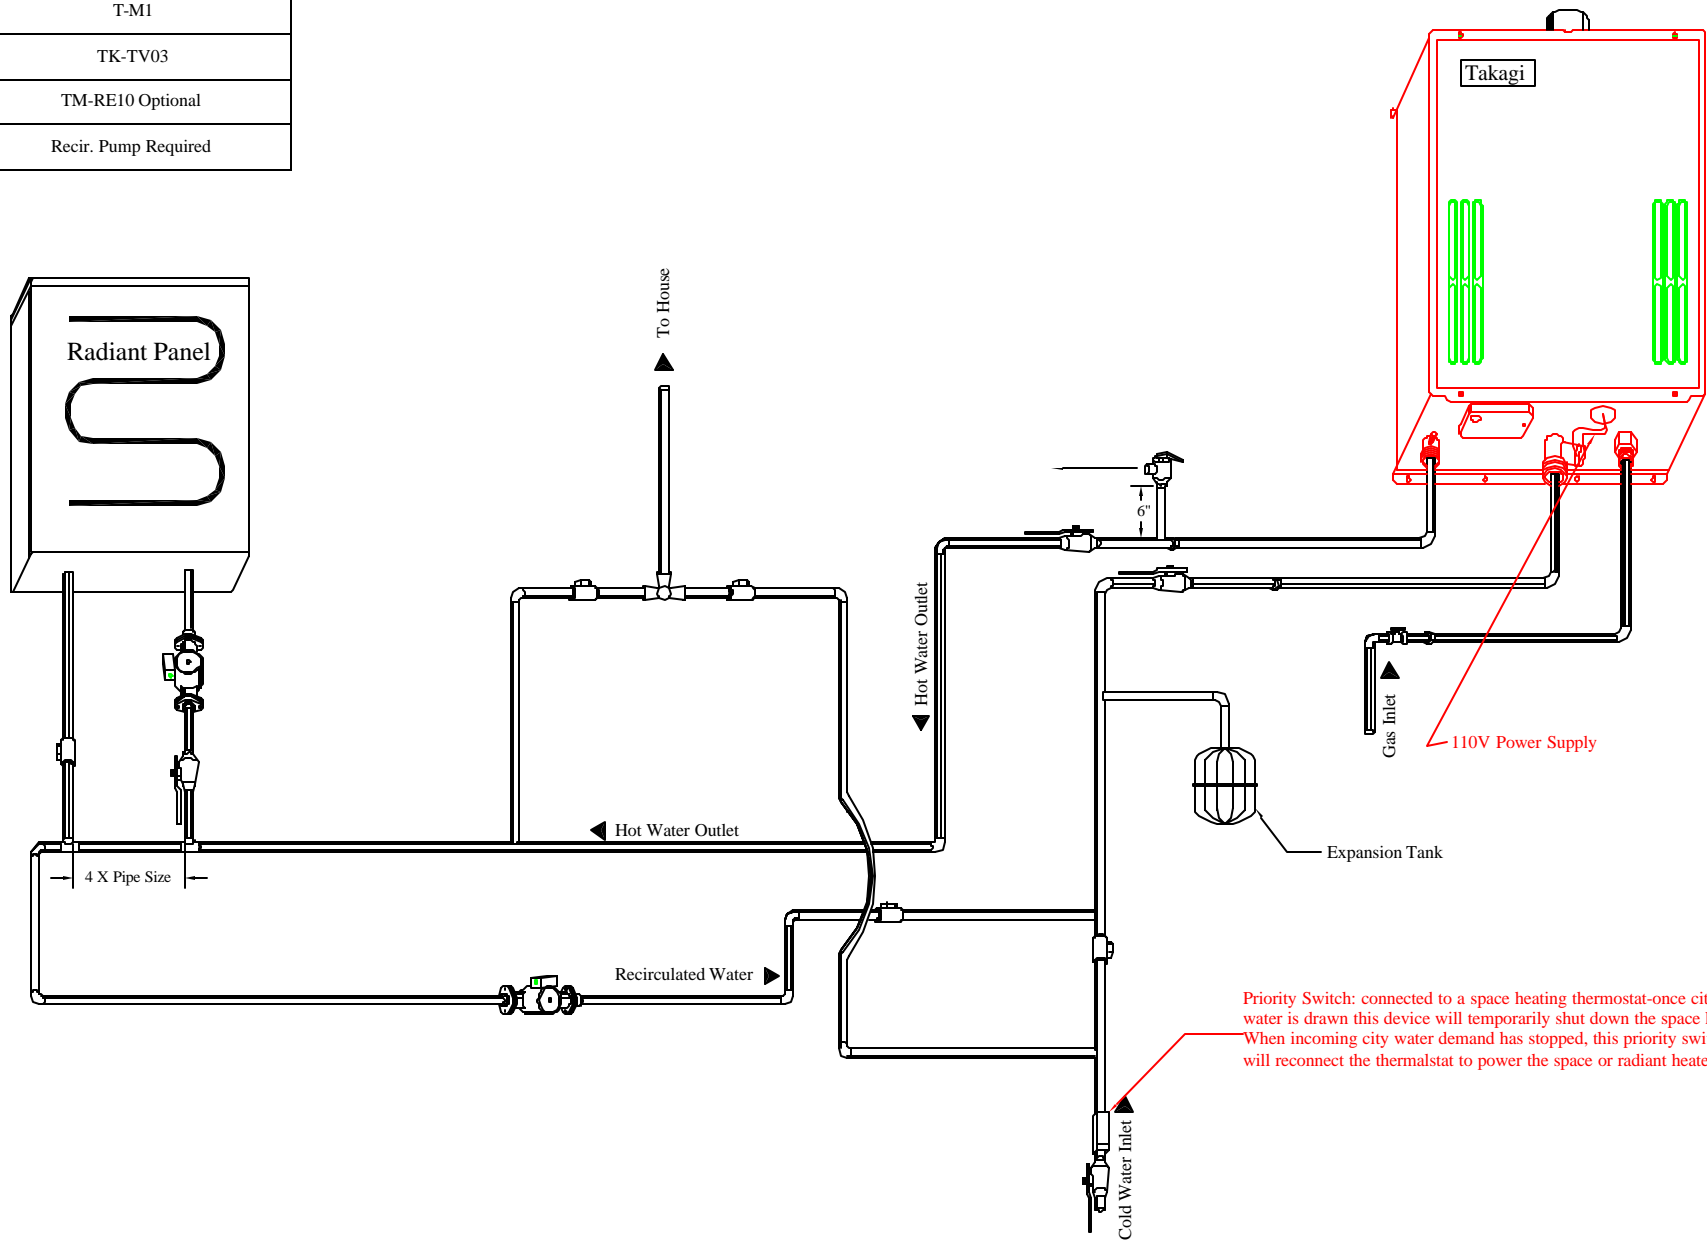 T-M1
TK-TV03
TM-RE10 Optional
Recir. Pump Required
Takagi
Radiant Panel
To House
6"
Hot Water Outlet
Gas Inlet
110V Power Supply
Hot Water Outlet
Expansion Tank
4 X Pipe Size
Recirculated Water
Priority Switch: connected to a space heating thermostat-once
water is drawn this device will temporarily shut down the space
When incoming city water demand has stopped, this priority
will reconnect the thermalstat to power the space or radiant
Cold Water Inlet